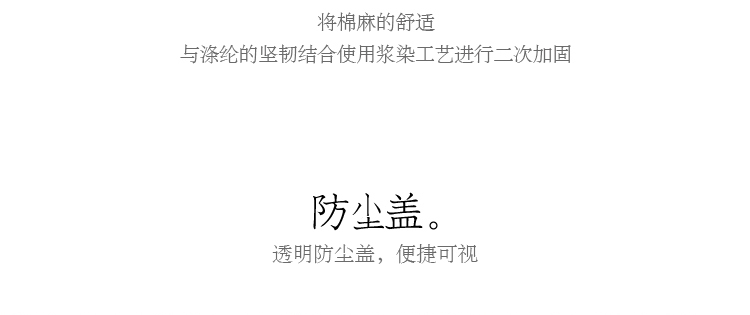 将棉麻的舒适
与涤纶的坚韧结合使用浆染工艺进行二次加固
防尘盖。
透明防尘盖，便捷可视